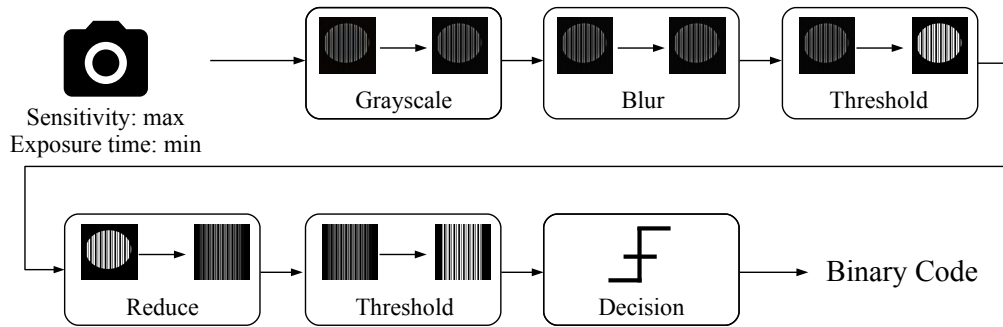 Sensitivity: max
Exposure time: min
Grayscale
Blur
Threshold
Reduce
Threshold
Decision
Binary Code